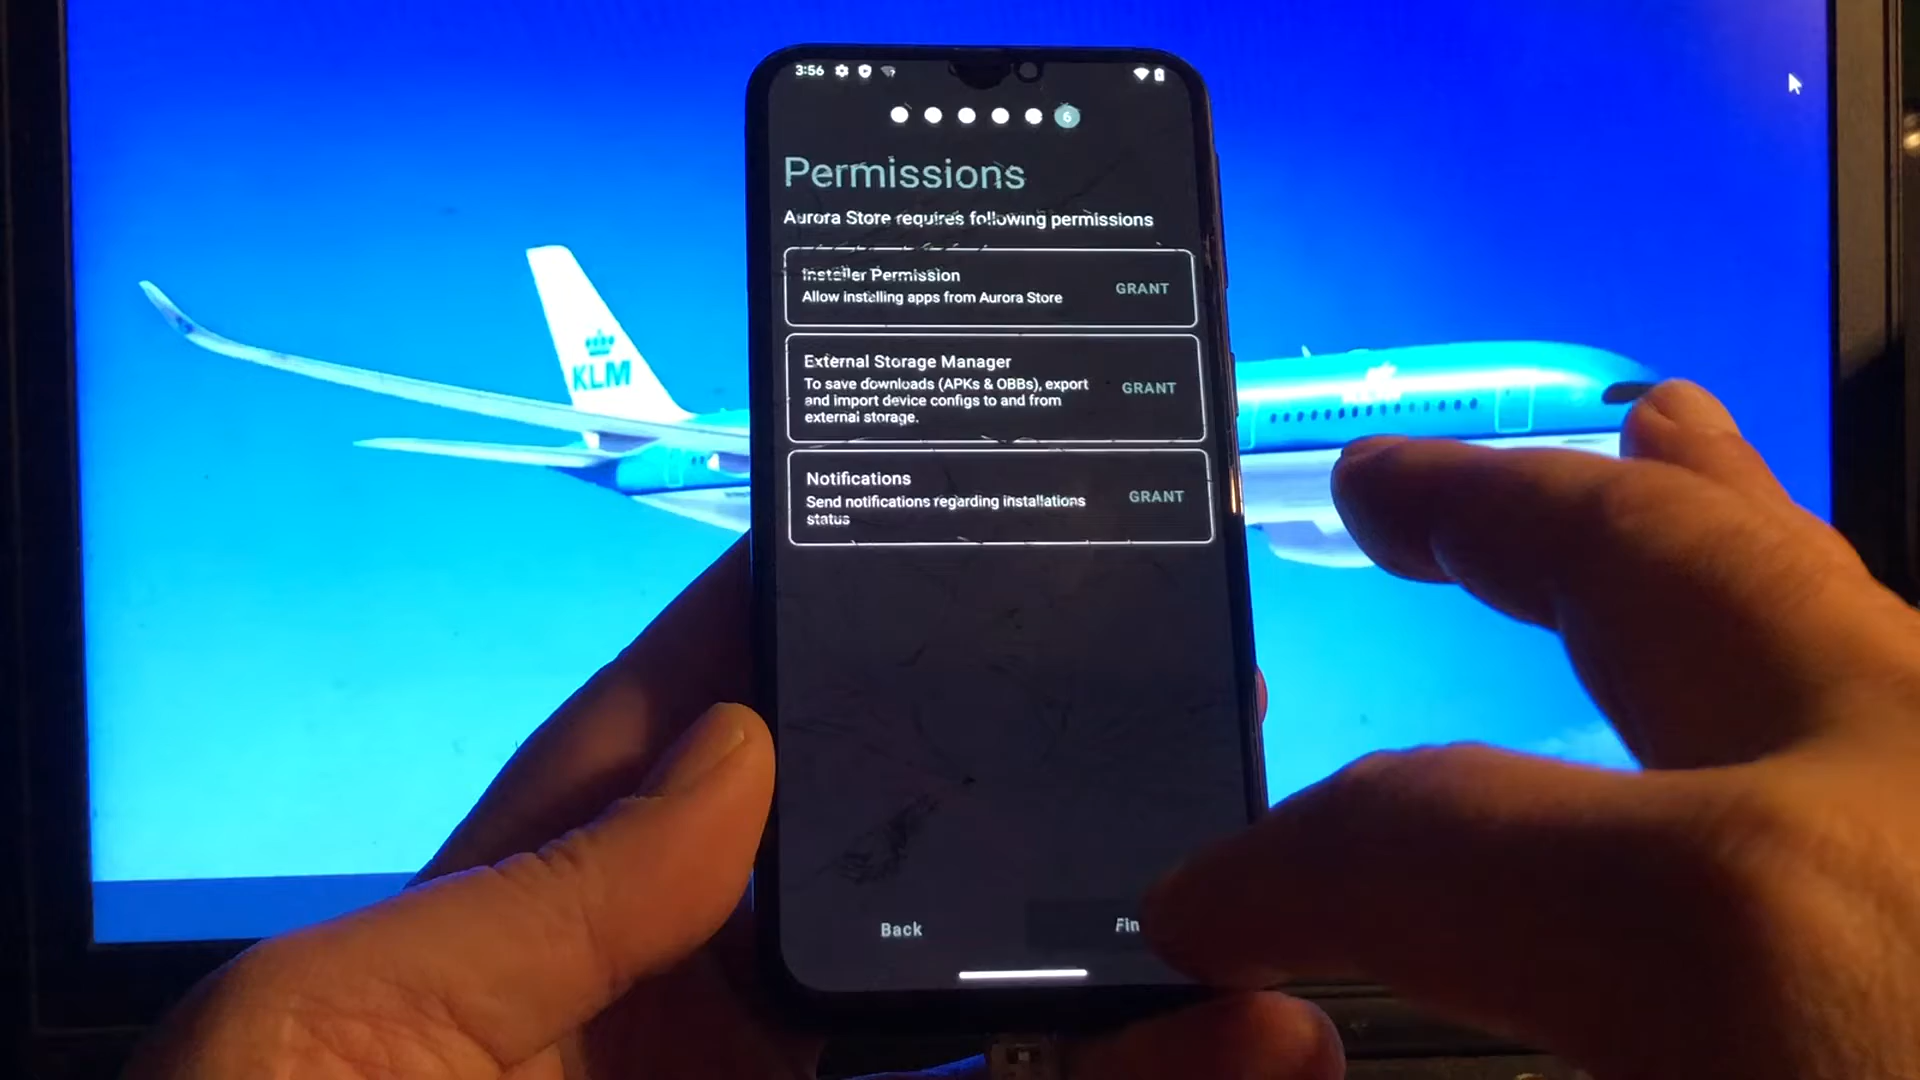 3:56
6
Permissions
Aurora Store requires following permissions
Installer Permission
Allow installing apps from Aurora Store
GRANT
External Storage Manager
To save downloads (APKs & OBBs), export
and import device configs to and from
external storage.
GRANT
Notifications
Send notifications regarding installations
status
GRANT
Back
Fin
KLM